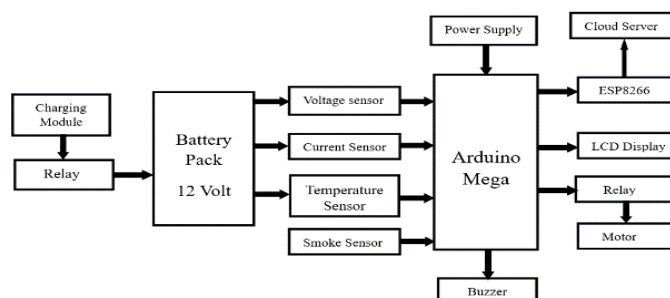 Cloud Server
Power Supply
ESP8266
Charging
Module
Voltage sensor
Battery
Pack
12 Volt
Current Sensor
Arduino
Mega
LCD Display
Relay
Temperature
Sensor
Relay
Smoke Sensor
Motor
Buzzer